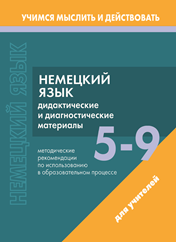 УЧИМСЯ МЫСЛИТЬ И ДЕЙСТВОВАТЬ
НЕМЕЦКИЙ ЯЗЫК
НЕМЕЦКИЙ
ЯЗЫК
дидактические
и диагностические
материалы
5-9
методические
рекомендации
по использованию
в образовательном процессе
для учителей